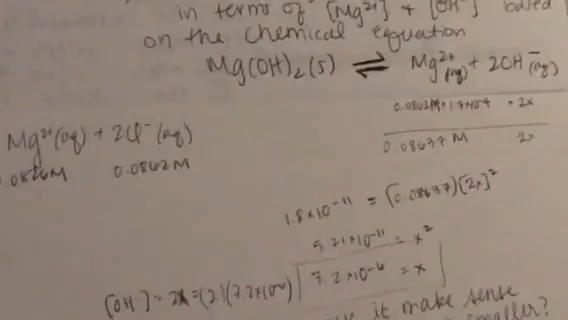 in terms of [Mg²⁺] + [OH⁻] based
on the chemical equation
Mg(OH)₂(s) ⇌ Mg²⁺(aq) + 2OH⁻(aq)
+ 2x
Mg²⁺(aq) + 2Cl⁻(aq)
0.08637 M 2x
0.0862M
1.8×10⁻¹¹ = (0.08637)(2x)²
5.21×10⁻¹¹ = x²
7.2×10⁻⁶ = x
[OH⁻] = 2x = (2)(7.2×10⁻⁶)
it make sense
smaller?